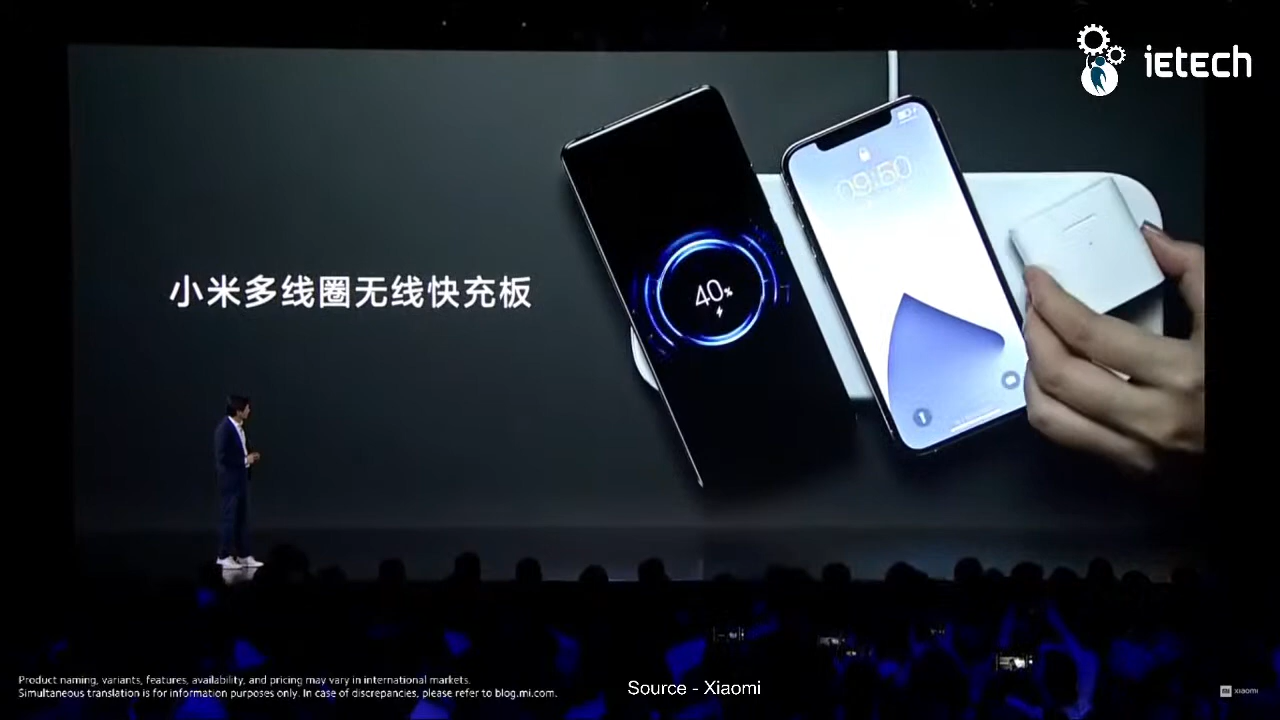 ietech
小米多线圈无线快充板
09:50
40%
Product naming, variants, features, availability, and pricing may vary in international markets.
Simultaneous translation is for information purposes only. In case of discrepancies, please refer to blog.mi.com.
Source - Xiaomi
mi xiaomi